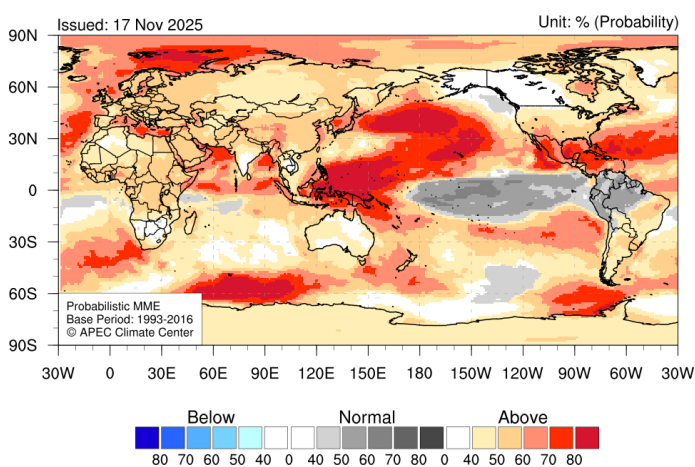 Issued: 17 Nov 2025 Unit: % (Probability)
90N
60N
30N
0
30S
60S
90S
Probabilistic MME
Base Period: 1993-2016
© APEC Climate Center
30W 0 30E 60E 90E 120E 150E 180 150W 120W 90W 60W 30W
Below Normal Above
80 70 60 50 40 0 40 50 60 70 80 0 40 50 60 70 80